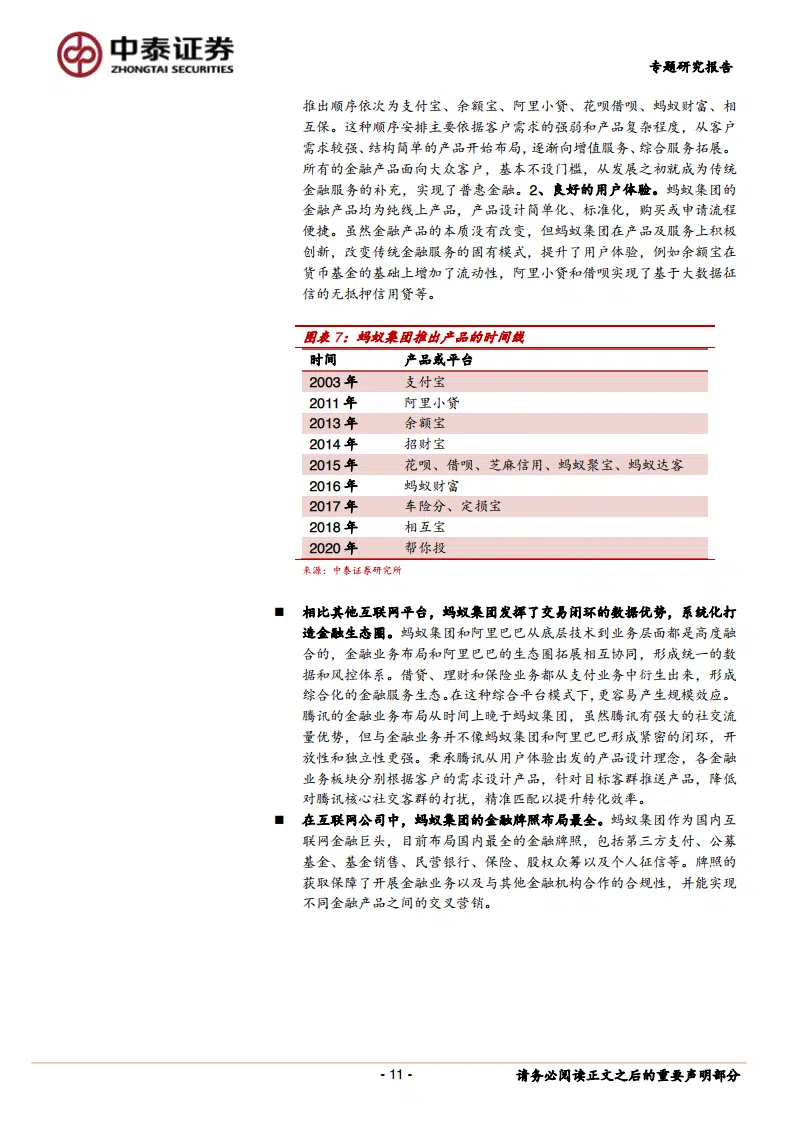 中泰证券
ZHONGTAI SECURITIES
专题研究报告
推出顺序依次为支付宝、余额宝、阿里小贷、花呗借呗、蚂蚁财富、相
互保。这种顺序安排主要依据客户需求的强弱和产品复杂程度，从客户
需求较强、结构简单的产品开始布局，逐渐向增值服务、综合服务拓展。
所有的金融产品面向大众客户，基本不设门槛，从发展之初就成为传统
金融服务的补充，实现了普惠金融。2、良好的用户体验。蚂蚁集团的
金融产品均为纯线上产品，产品设计简单化、标准化，购买或申请流程
便捷。虽然金融产品的本质没有改变，但蚂蚁集团在产品及服务上积极
创新，改变传统金融服务的固有模式，提升了用户体验，例如余额宝在
货币基金的基础上增加了流动性，阿里小贷和借呗实现了基于大数据征
信的无抵押信用贷等。
图表 7：蚂蚁集团推出产品的时间线
时间 产品或平台
2003 年 支付宝
2011 年 阿里小贷
2013 年 余额宝
2014 年 招财宝
2015 年 花呗、借呗、芝麻信用、蚂蚁聚宝、蚂蚁达客
2016 年 蚂蚁财富
2017 年 车险分、定损宝
2018 年 相互宝
2020 年 帮你投
来源：中泰证券研究所
■ 相比其他互联网平台，蚂蚁集团发挥了交易闭环的数据优势，系统化打
造金融生态圈。蚂蚁集团和阿里巴巴从底层技术到业务层面都是高度融
合的，金融业务布局和阿里巴巴的生态圈拓展相互协同，形成统一的数
据和风控体系。借贷、理财和保险业务都从支付业务中衍生出来，形成
综合化的金融服务生态。在这种综合平台模式下，更容易产生规模效应。
腾讯的金融业务布局从时间上晚于蚂蚁集团，虽然腾讯有强大的社交流
量优势，但与金融业务并不像蚂蚁集团和阿里巴巴形成紧密的闭环，开
放性和独立性更强。秉承腾讯从用户体验出发的产品设计理念，各金融
业务板块分别根据客户的需求设计产品，针对目标客群推送产品，降低
对腾讯核心社交客群的打扰，精准匹配以提升转化效率。
■ 在互联网公司中，蚂蚁集团的金融牌照布局最全。蚂蚁集团作为国内互
联网金融巨头，目前布局国内最全的金融牌照，包括第三方支付、公募
基金、基金销售、民营银行、保险、股权众筹以及个人征信等。牌照的
获取保障了开展金融业务以及与其他金融机构合作的合规性，并能实现
不同金融产品之间的交叉营销。
- 11 -
请务必阅读正文之后的重要声明部分